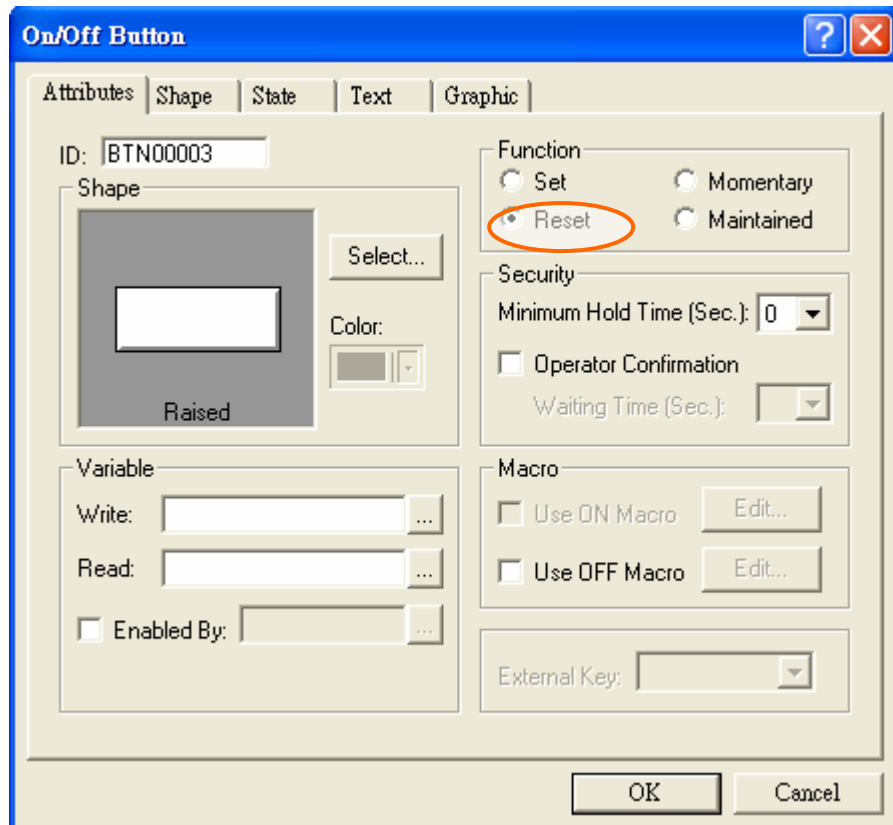 On/Off Button
Attributes Shape State Text Graphic
ID: BTN00003
Shape
Select...
Color:
Raised
Function
Set Momentary
Reset Maintained
Security
Minimum Hold Time (Sec.): 0
Operator Confirmation
Waiting Time (Sec.):
Variable
Write: ...
Read: ...
Enabled By: ...
Macro
Use ON Macro Edit...
Use OFF Macro Edit...
External Key:
OK Cancel